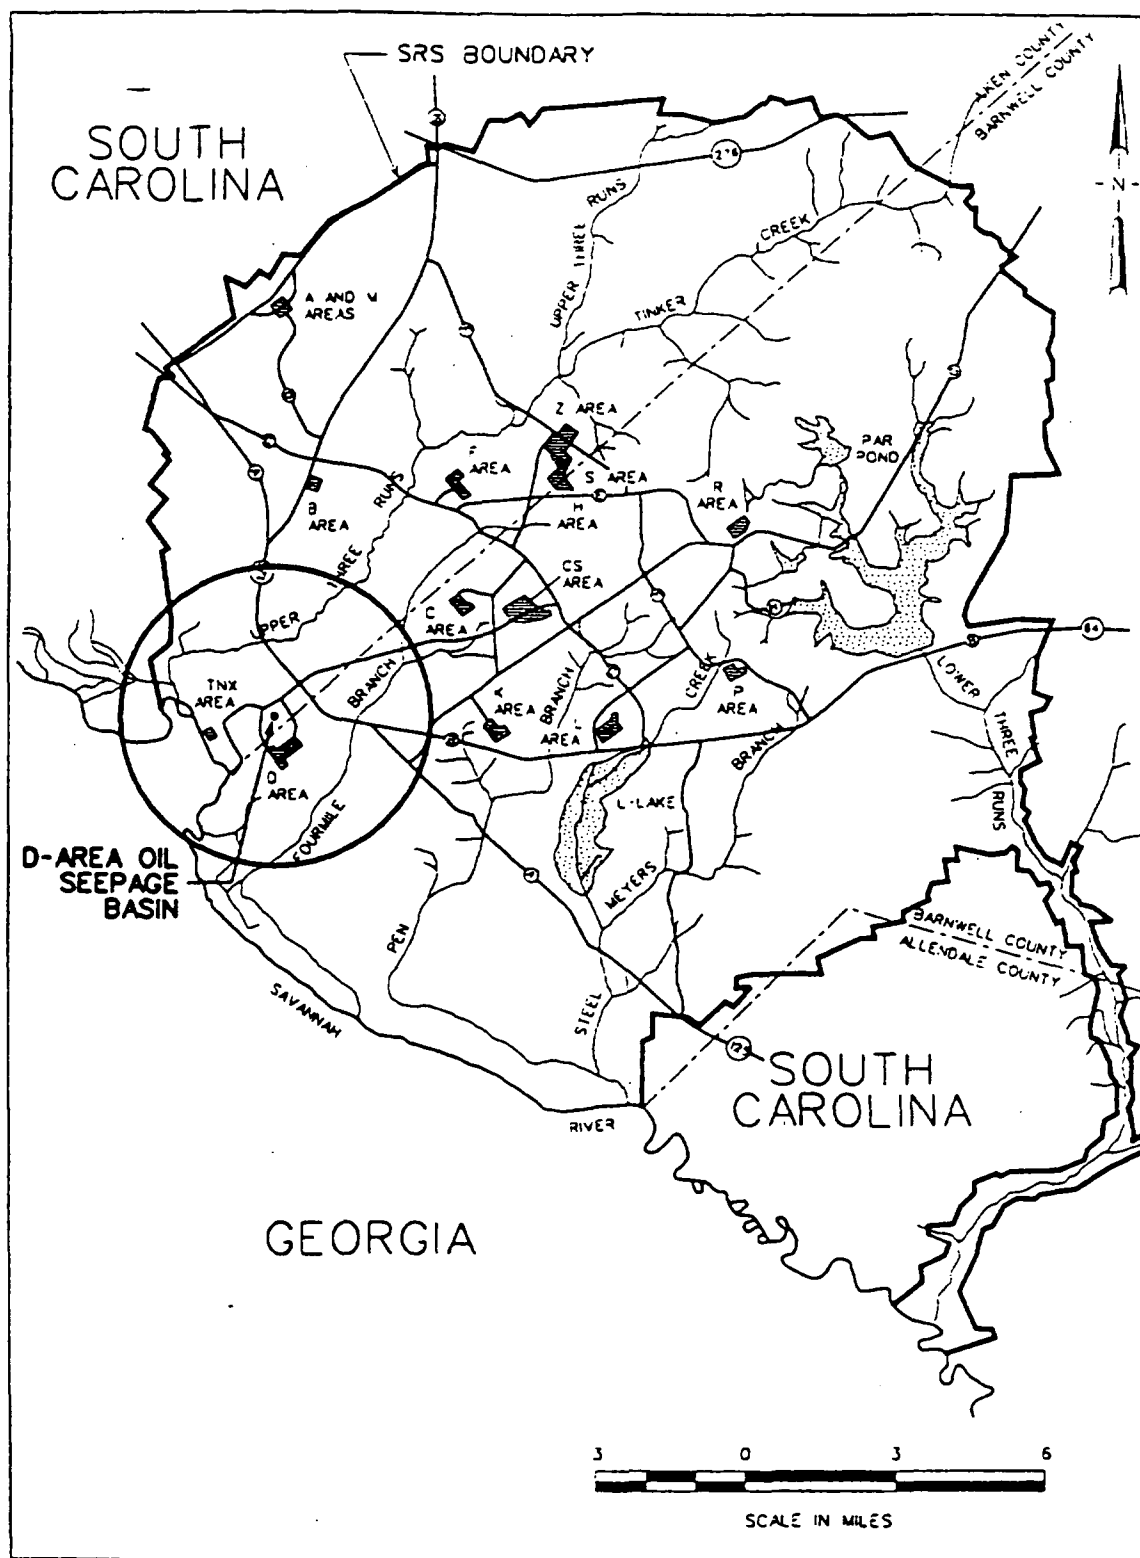 SRS BOUNDARY
SOUTH
CAROLINA
AIKEN COUNTY
BARNWELL COUNTY
278
N
UPPER THREE RUNS
TINKER CREEK
A AND M
AREAS
Z AREA
F
AREA
S AREA
H
AREA
R
AREA
PAR
POND
B
AREA
UPPER THREE RUNS
CS
AREA
C
AREA
64
TNX
AREA
K
AREA
AREA
P
AREA
D
AREA
FOURMILE BRANCH
PEN BRANCH
L-LAKE
MEYERS BRANCH
STEEL CREEK
LOWER THREE RUNS
D-AREA OIL
SEEPAGE
BASIN
BARNWELL COUNTY
ALLENDALE COUNTY
SAVANNAH RIVER
125
SOUTH
CAROLINA
GEORGIA
3 0 3 6
SCALE IN MILES